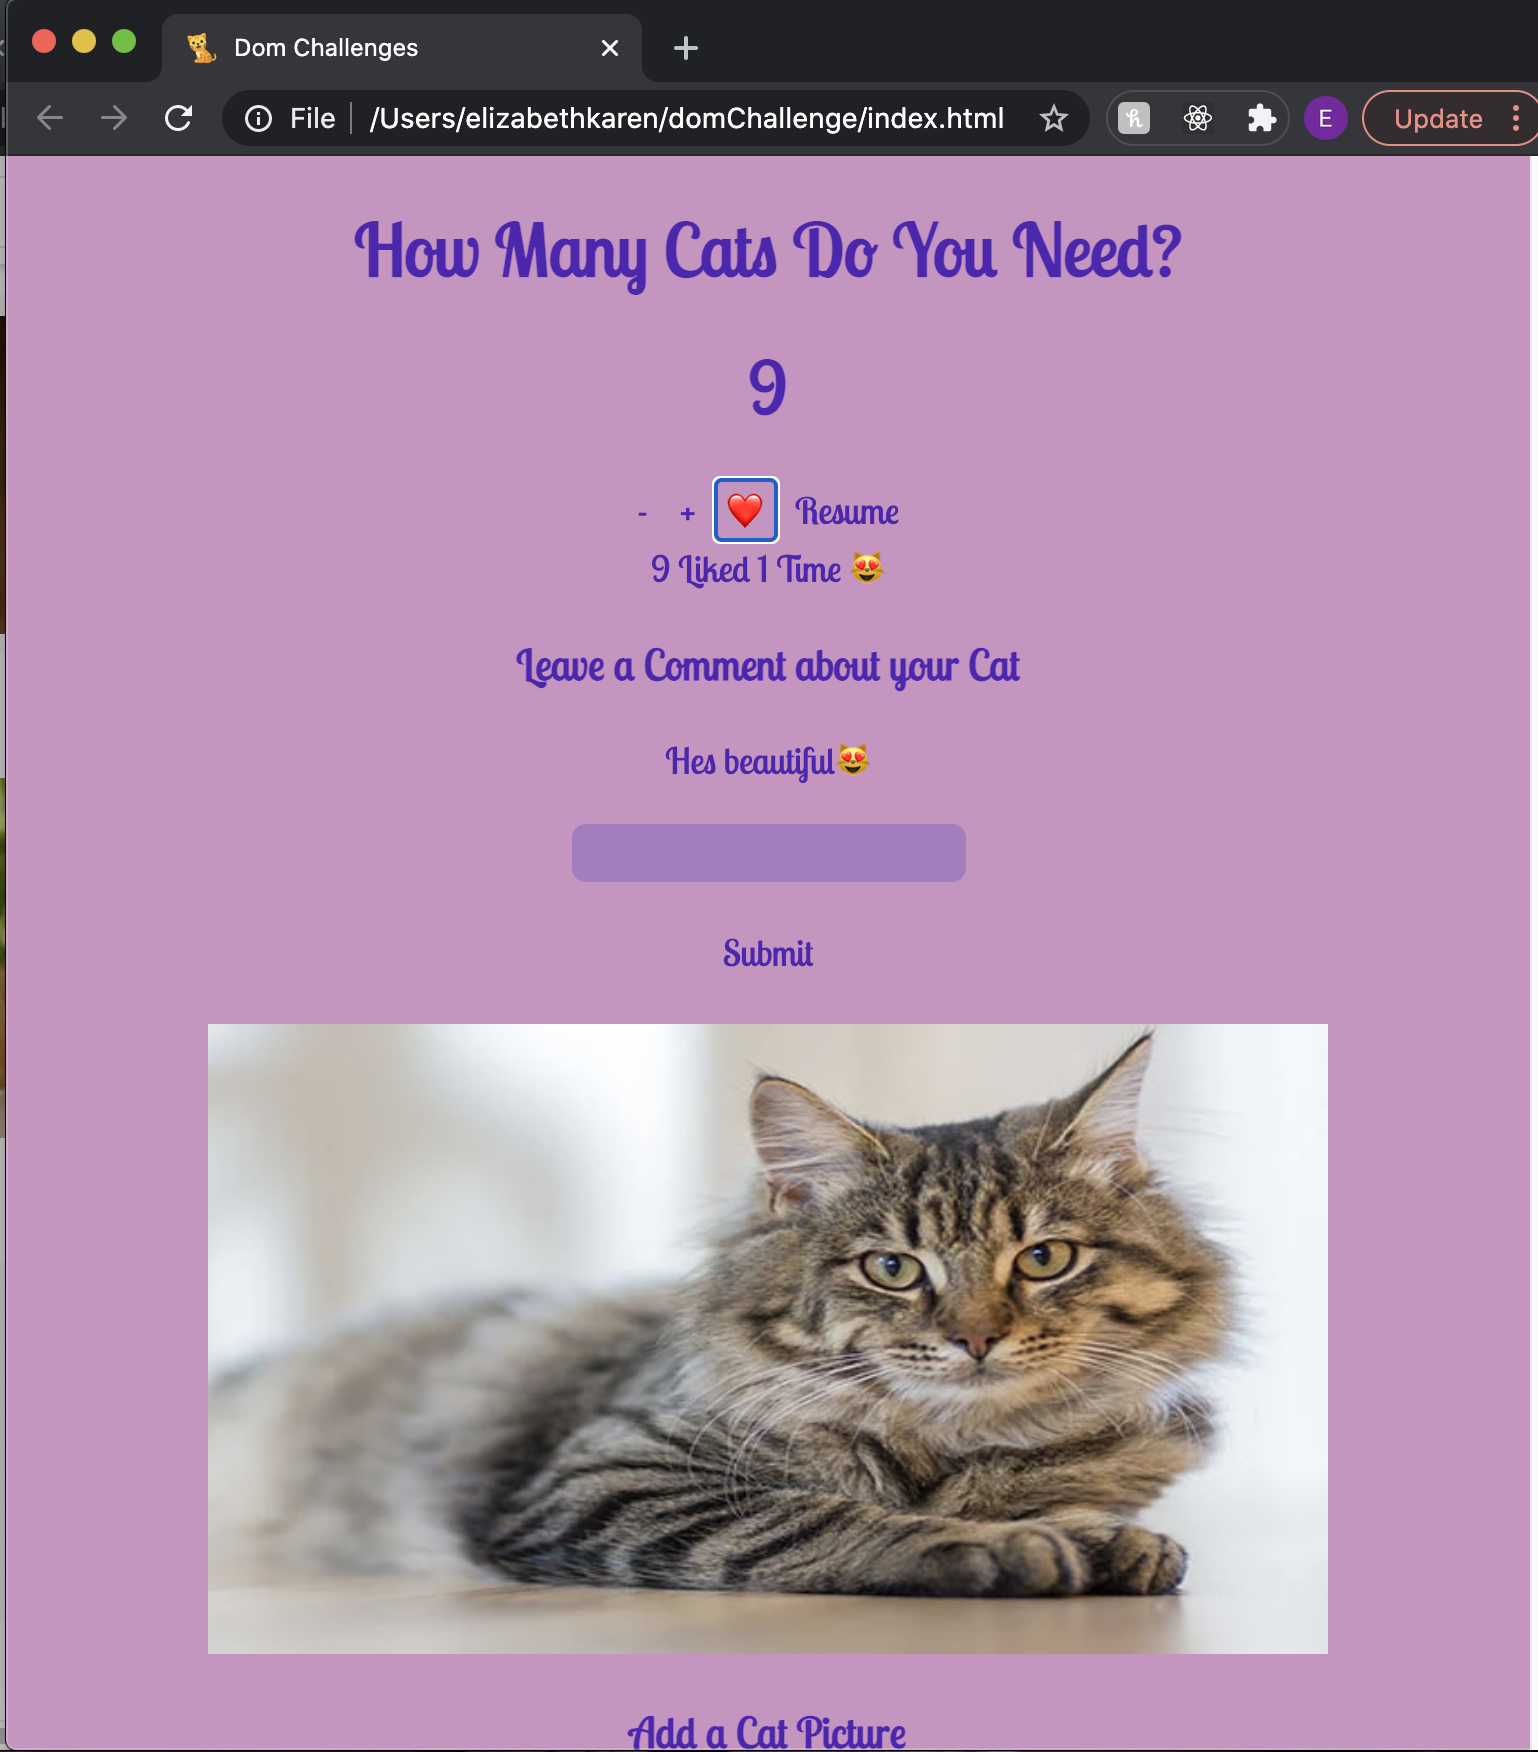 Dom Challenges
File /Users/elizabethkaren/domChallenge/index.html E Update
How Many Cats Do You Need?
9
- + ❤️ Resume
9 Liked 1 Time 😻
Leave a Comment about your Cat
Hes beautiful😻
Submit
Add a Cat Picture